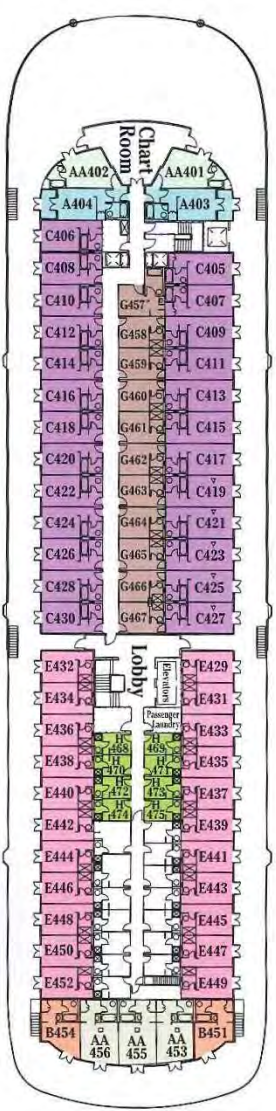 Chart
Room
AA402 AA401
A404 A403
C406
C408 C405
C410 G457 C407
C412 G458 C409
C414 G459 C411
C416 G460 C413
C418 G461 C415
C420 G462 C417
C422 G463 C419
C424 G464 C421
C426 G465 C423
C428 G466 C425
C430 G467 C427
Lobby
E432 Elevators E429
E434 E431
Passenger
Laundry
E436 E433
H H
468 469
E438 E435
H H
470 471
E440 H H E437
472 473
H H
474 475
E442 E439
E444 E441
E446 E443
E448 E445
E450 E447
E452 E449
B454 AA AA AA B451
456 455 453